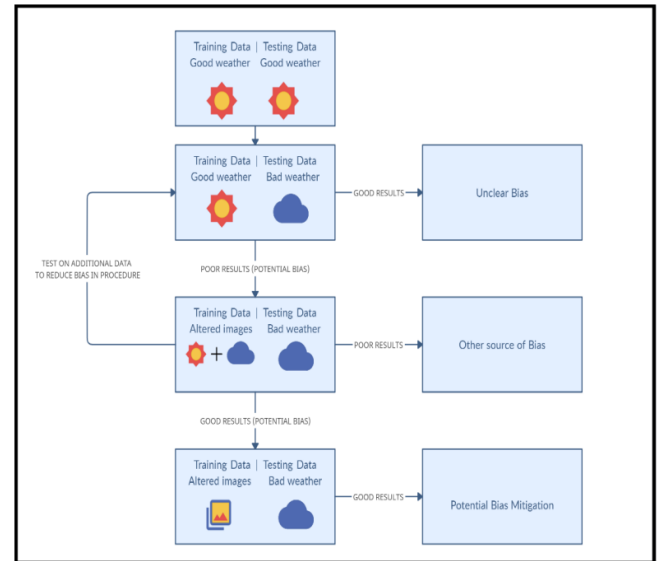 Training Data | Testing Data
Good weather Good weather
Training Data | Testing Data
Good weather Bad weather
GOOD RESULTS
Unclear Bias
TEST ON ADDITIONAL DATA
TO REDUCE BIAS IN PROCEDURE
POOR RESULTS (POTENTIAL BIAS)
Training Data | Testing Data
Altered images Bad weather
+
POOR RESULTS
Other source of Bias
GOOD RESULTS (POTENTIAL BIAS)
Training Data | Testing Data
Altered images Bad weather
GOOD RESULTS
Potential Bias Mitigation